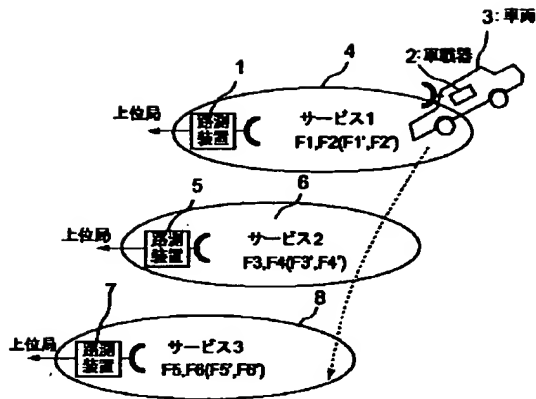 3:車両
4
2:車載器
1
上位局
路測
装置
サービス1
F1,F2(F1',F2')
5
6
上位局
路測
装置
サービス2
F3,F4(F3',F4')
7
8
上位局
路測
装置
サービス3
F5,F6(F5',F6')